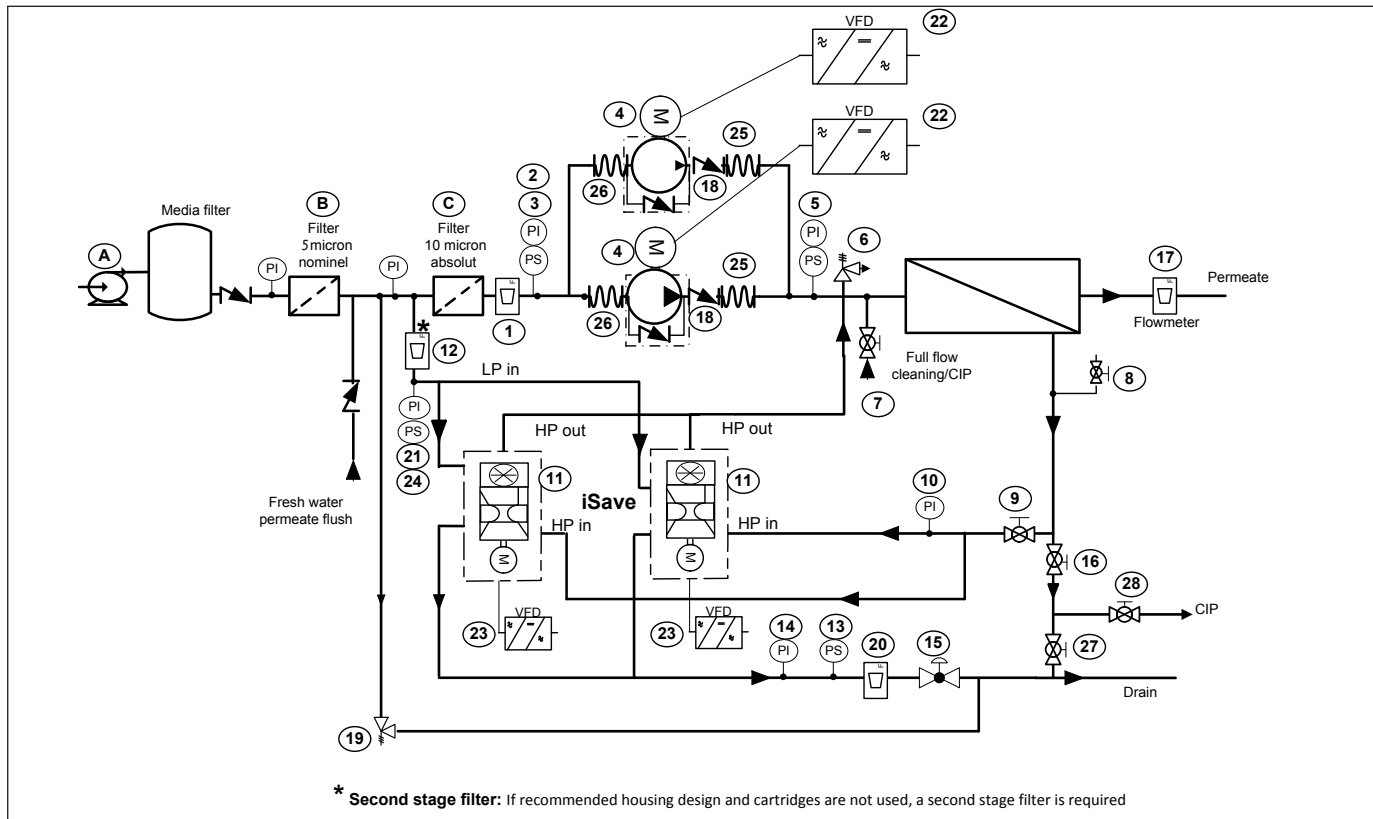 VFD
22
VFD
22
4
M
25
26
18
2
3
PI
PS
B
Filter
5 micron
nominel
C
Filter
10 micron
absolut
Media filter
A
PI
PI
F
1
4
M
25
26
18
5
PI
PS
6
17
F
Permeate
Flowmeter
*
F
12
LP in
Full flow
cleaning/CIP
7
8
PI
PS
21
24
HP out
HP out
11
iSave
11
10
PI
9
HP in
HP in
Fresh water
permeate flush
M
M
16
28
CIP
23
VFD
23
VFD
14
PI
13
PS
20
F
15
27
Drain
19
* Second stage filter: If recommended housing design and cartridges are not used, a second stage filter is required